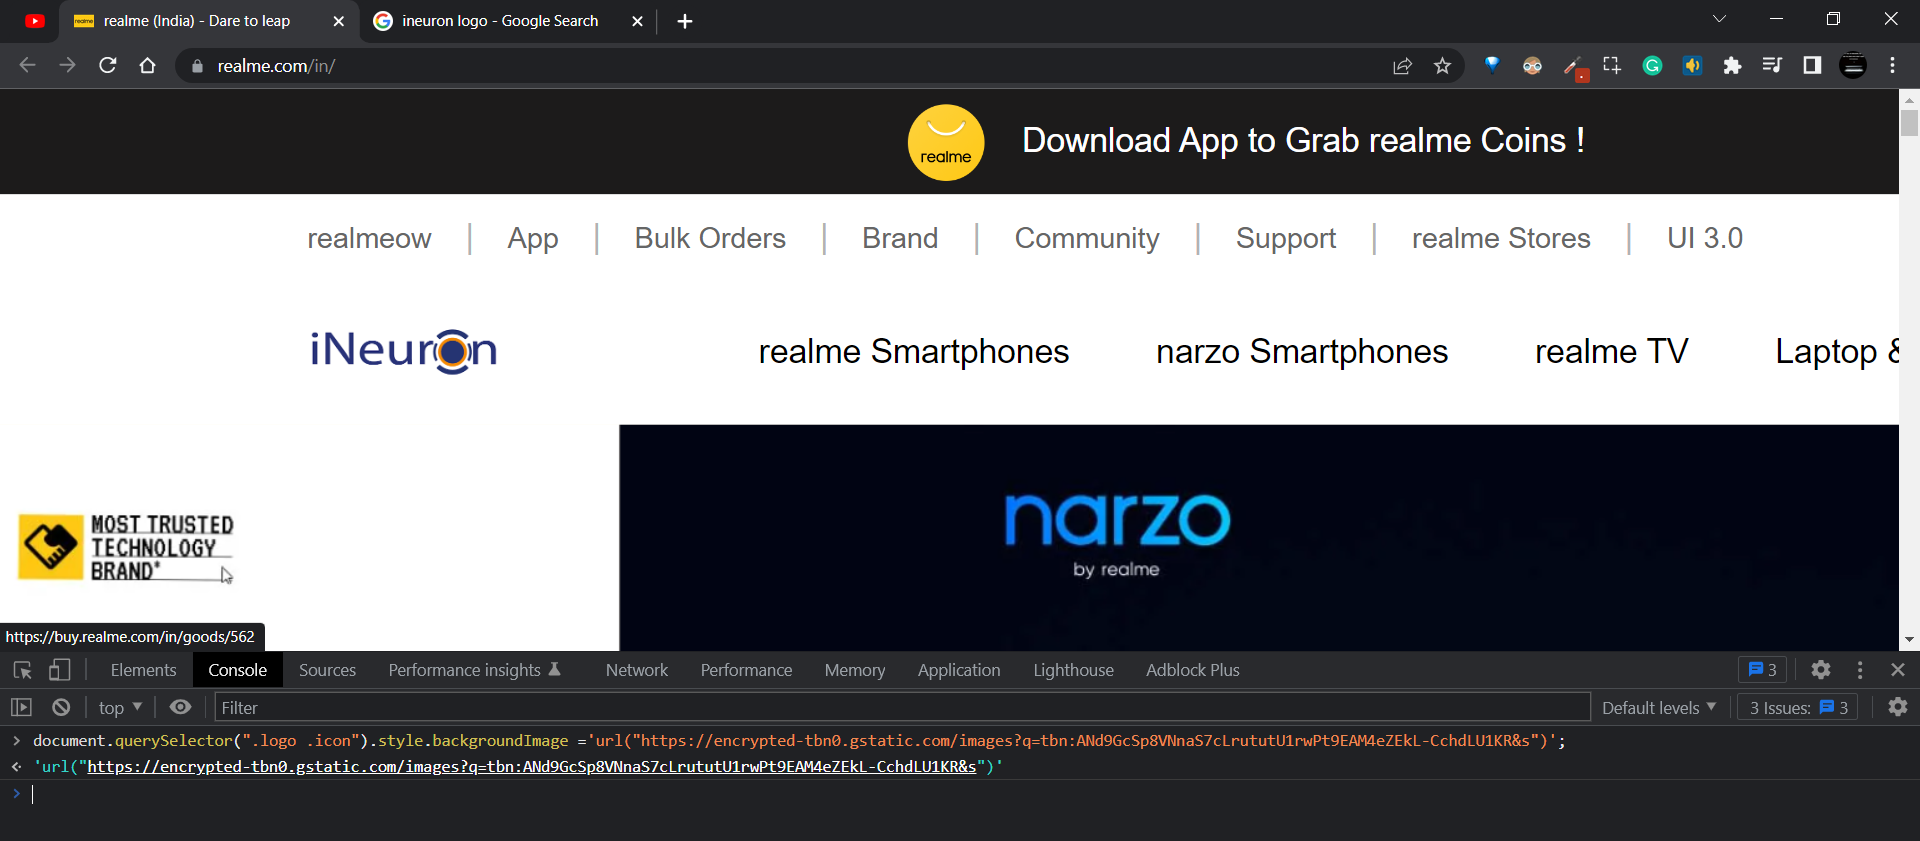 realme (India) - Dare to leap
ineuron logo - Google Search
realme.com/in/
realme
Download App to Grab realme Coins !
realmeow | App | Bulk Orders | Brand | Community | Support | realme Stores | UI 3.0
iNeuron
realme Smartphones
narzo Smartphones
realme TV
Laptop &
narzo
by realme
MOST TRUSTED
TECHNOLOGY
BRAND*
https://buy.realme.com/in/goods/562
Elements
Console
Sources
Performance insights
Network
Performance
Memory
Application
Lighthouse
Adblock Plus
3
top
Filter
Default levels
3 Issues: 3
> document.querySelector(".logo .icon").style.backgroundImage ='url("https://encrypted-tbn0.gstatic.com/images?q=tbn:ANd9GcSp8VNnaS7cLrututU1rwPt9EAM4eZEkL-CchdLU1KR&s")';
'url("https://encrypted-tbn0.gstatic.com/images?q=tbn:ANd9GcSp8VNnaS7cLrututU1rwPt9EAM4eZEkL-CchdLU1KR&s")'
>